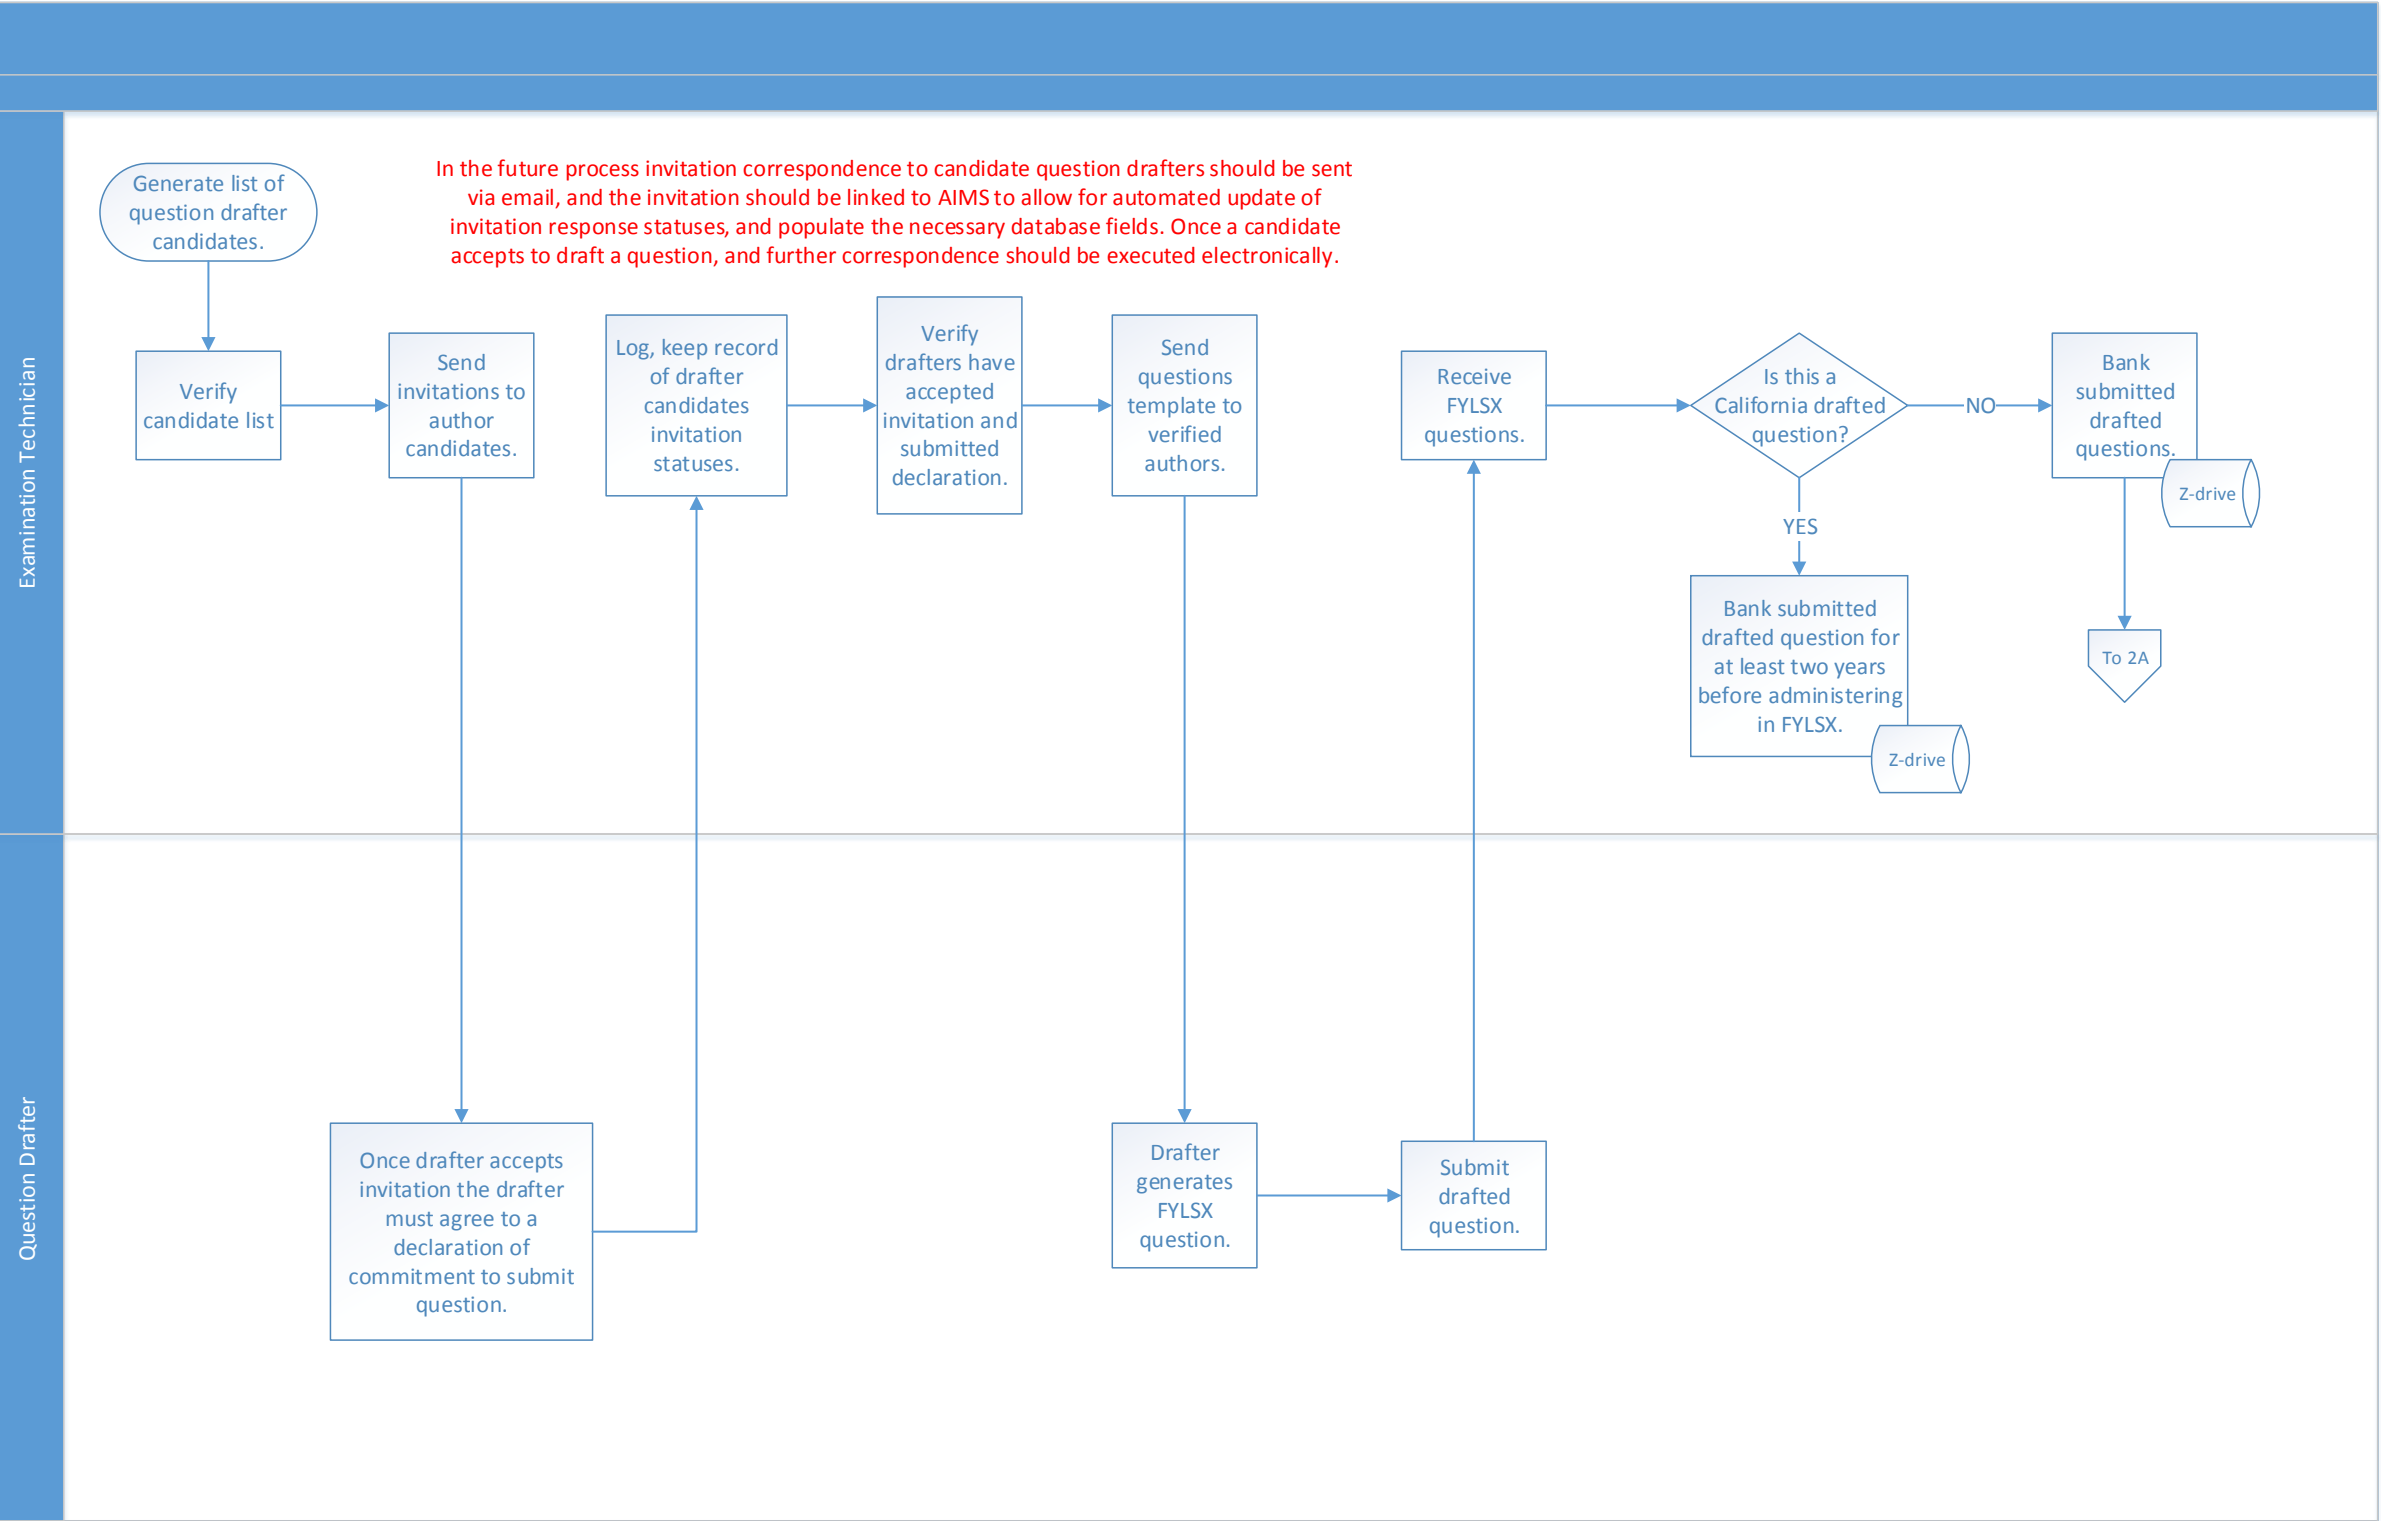 Examination Technician
Generate list of
question drafter
candidates.
In the future process invitation correspondence to candidate question drafters should be sent
via email, and the invitation should be linked to AIMS to allow for automated update of
invitation response statuses, and populate the necessary database fields. Once a candidate
accepts to draft a question, and further correspondence should be executed electronically.
Verify
candidate list
Send
invitations to
author
candidates.
Log, keep record
of drafter
candidates
invitation
statuses.
Verify
drafters have
accepted
invitation and
submitted
declaration.
Send
questions
template to
verified
authors.
Receive
FYLSX
questions.
Is this a
California drafted
question?
NO
Bank
submitted
drafted
questions.
Z-drive
YES
Bank submitted
drafted question for
at least two years
before administering
in FYLSX.
Z-drive
To 2A
Question Drafter
Once drafter accepts
invitation the drafter
must agree to a
declaration of
commitment to submit
question.
Drafter
generates
FYLSX
question.
Submit
drafted
question.